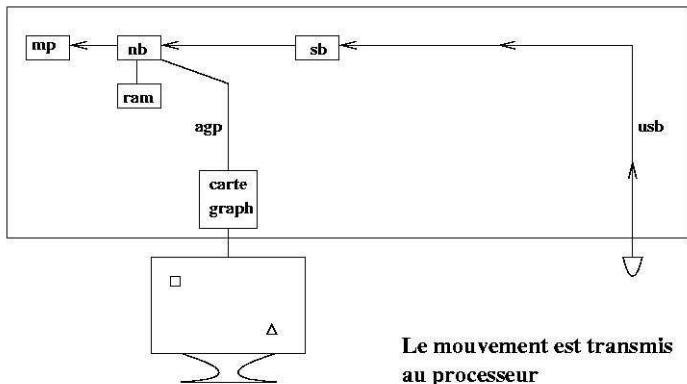 mp
nb
sb
ram
agp
usb
carte
graph
Le mouvement est transmis
au processeur